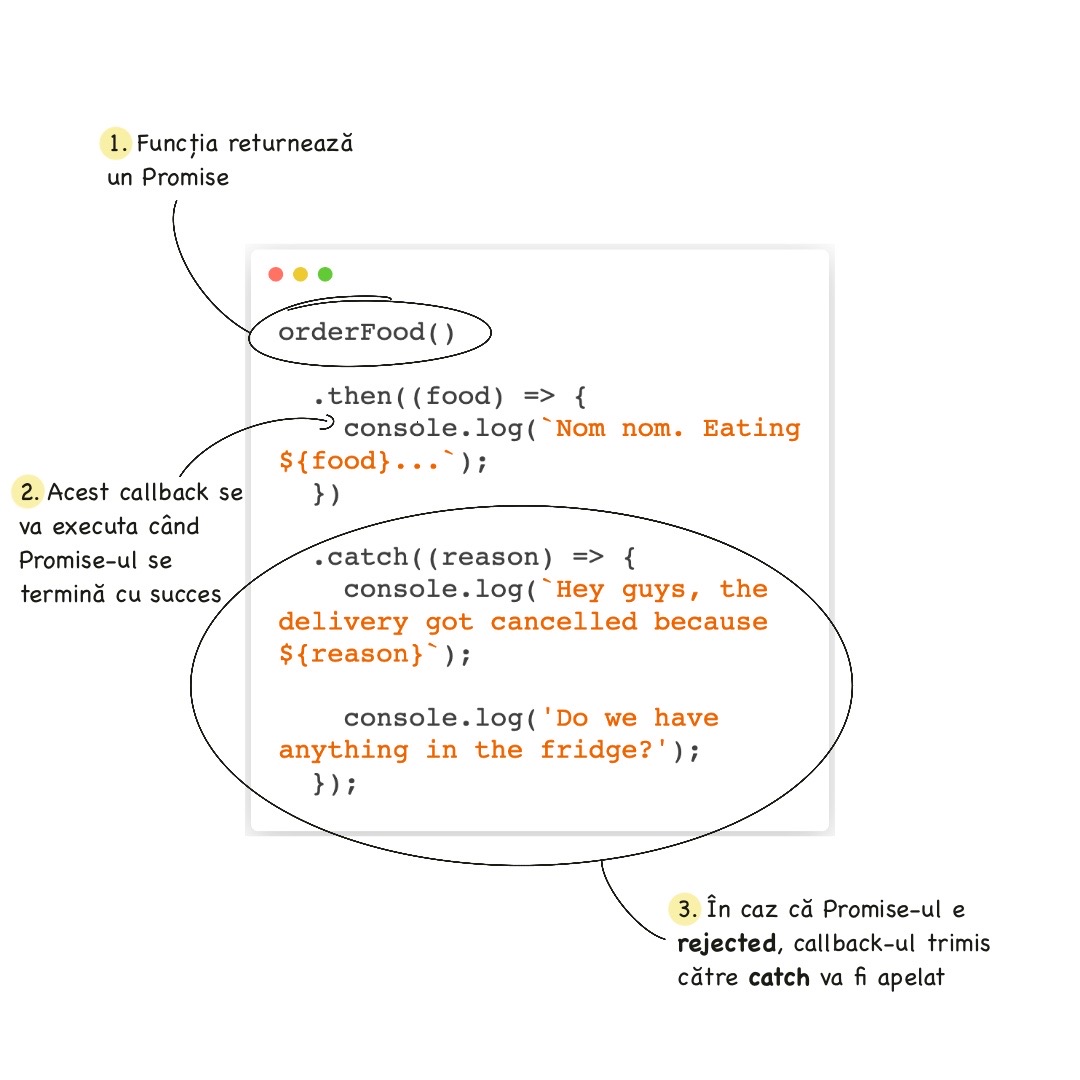 1. Funcția returnează
un Promise
orderFood()
.then((food) => {
console.log(`Nom nom. Eating
${food}...`);
})
2. Acest callback se
va executa când
Promise-ul se
termină cu succes
.catch((reason) => {
console.log(`Hey guys, the
delivery got cancelled because
${reason}`);
console.log('Do we have
anything in the fridge?');
});
3. În caz că Promise-ul e
rejected, callback-ul trimis
către catch va fi apelat